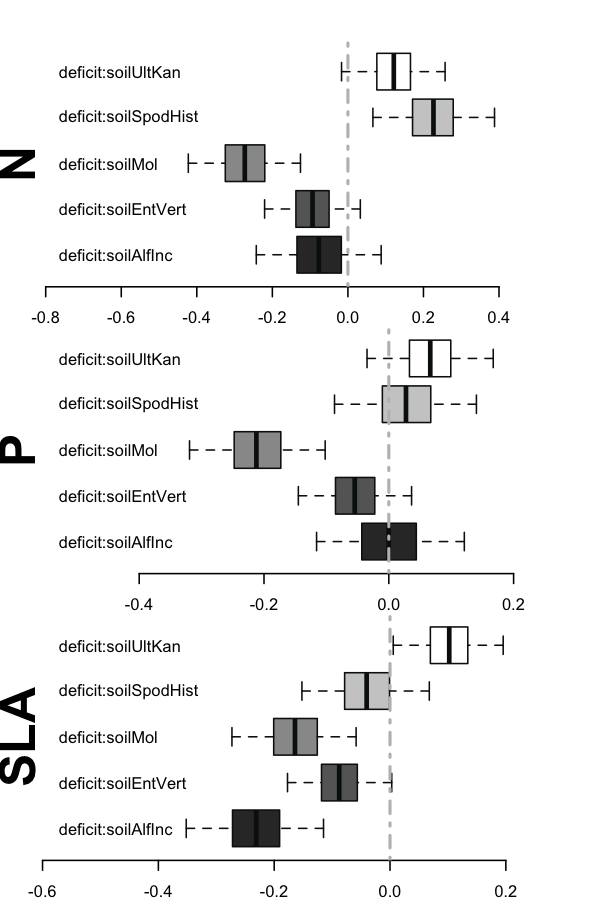 N
deficit:soilUltKan
deficit:soilSpodHist
deficit:soilMol
deficit:soilEntVert
deficit:soilAlfInc
-0.8 -0.6 -0.4 -0.2 0.0 0.2 0.4
P
deficit:soilUltKan
deficit:soilSpodHist
deficit:soilMol
deficit:soilEntVert
deficit:soilAlfInc
-0.4 -0.2 0.0 0.2
SLA
deficit:soilUltKan
deficit:soilSpodHist
deficit:soilMol
deficit:soilEntVert
deficit:soilAlfInc
-0.6 -0.4 -0.2 0.0 0.2